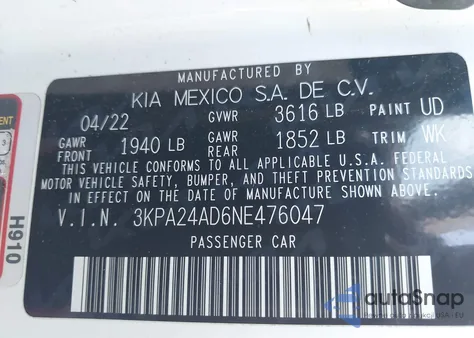 MANUFACTURED BY
KIA MEXICO S.A. DE C.V.
04/22 GVWR 3616 LB PAINT UD
GAWR FRONT 1940 LB GAWR REAR 1852 LB TRIM WK
THIS VEHICLE CONFORMS TO ALL APPLICABLE FEDERAL
MOTOR VEHICLE SAFETY, BUMPER, AND THEFT PREVENTION STANDARDS
IN EFFECT ON THE DATE OF MANUFACTURE SHOWN ABOVE.
V.I.N. 3KPA24AD6NE476047
PASSENGER CAR
H910
autoSnap